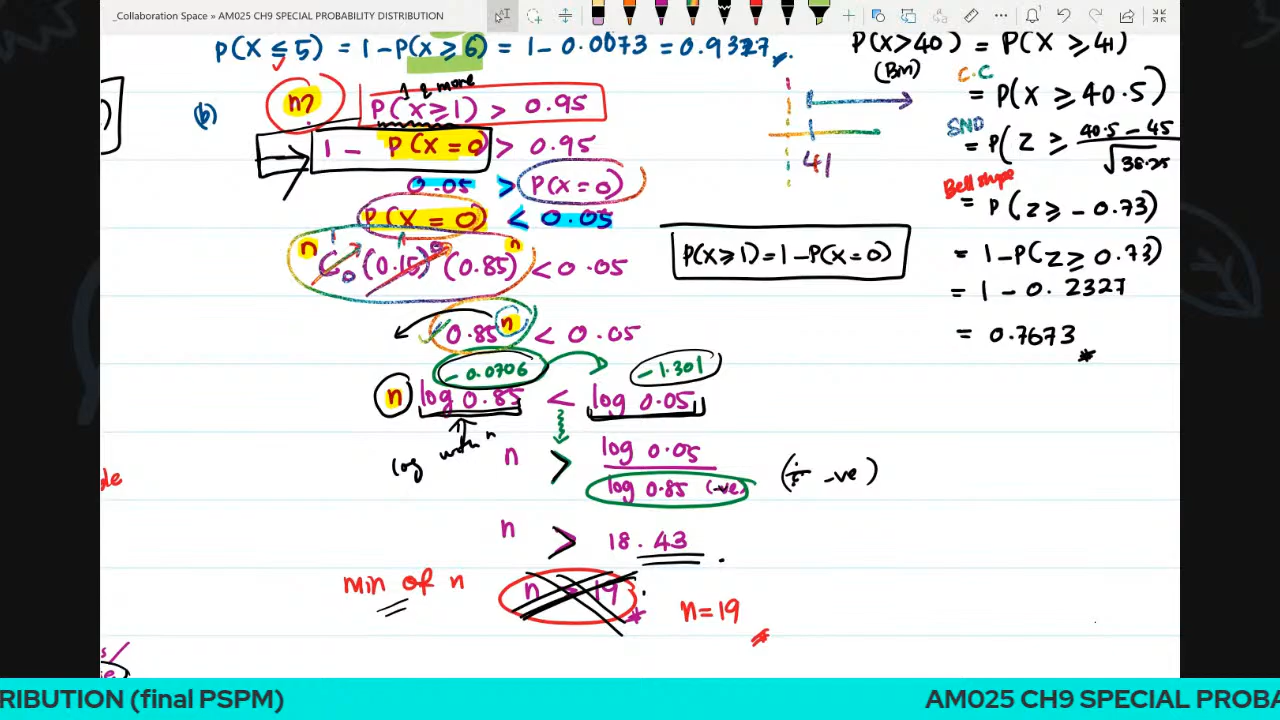 _Collaboration Space » AM025 CH9 SPECIAL PROBABILITY DISTRIBUTION
P(X ≤ 5) = 1 - P(X ≥ 6) = 1 - 0.0073 = 0.9327
(b)
n?
1 & more
P(X ≥ 1) > 0.95
1 - P(X = 0) > 0.95
0.05 > P(X = 0)
P(X = 0) < 0.05
ⁿC₀ (0.15)⁰ (0.85)ⁿ < 0.05
1 1
0.85ⁿ < 0.05
-0.0706 -1.301
n log 0.85 < log 0.05
log with n
n > log 0.05 / log 0.85 (-ve) (÷ -ve)
n > 18.43
min of n
n = 19
n = 19
P(X ≥ 1) = 1 - P(X = 0)
41
P(X > 40) = P(X ≥ 41)
(BM)
C.C
= P(X ≥ 40.5)
SND
= P(Z ≥ 40.5 - 45 / √38.25
Bell shape
= P(Z ≥ -0.73)
= 1 - P(Z ≥ 0.73)
= 1 - 0.2327
= 0.7673
RIBUTION (final PSPM)
AM025 CH9 SPECIAL PROBA